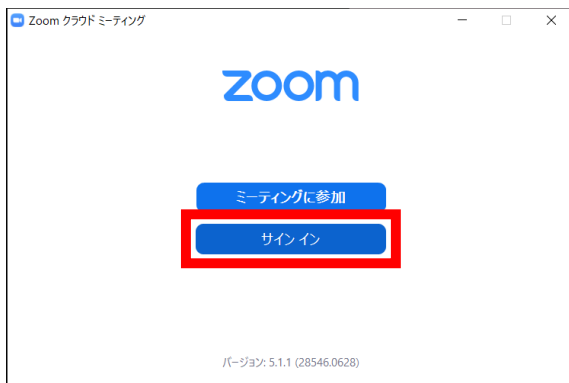 Zoom クラウド ミーティング
zoom
ミーティングに参加
サイン イン
バージョン: 5.1.1 (28546.0628)